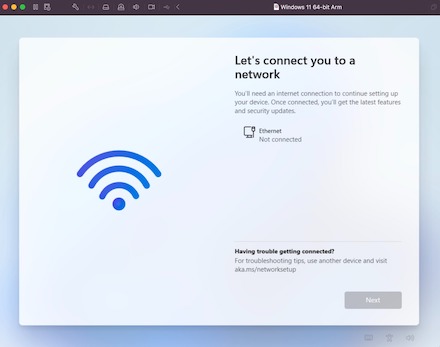 Windows 11 64-bit Arm
Let's connect you to a
network
You'll need an internet connection to continue setting up
your device. Once connected, you'll get the latest features
and security updates.
Ethernet
Not connected
Having trouble getting connected?
For troubleshooting tips, use another device and visit
aka.ms/networksetup
Next